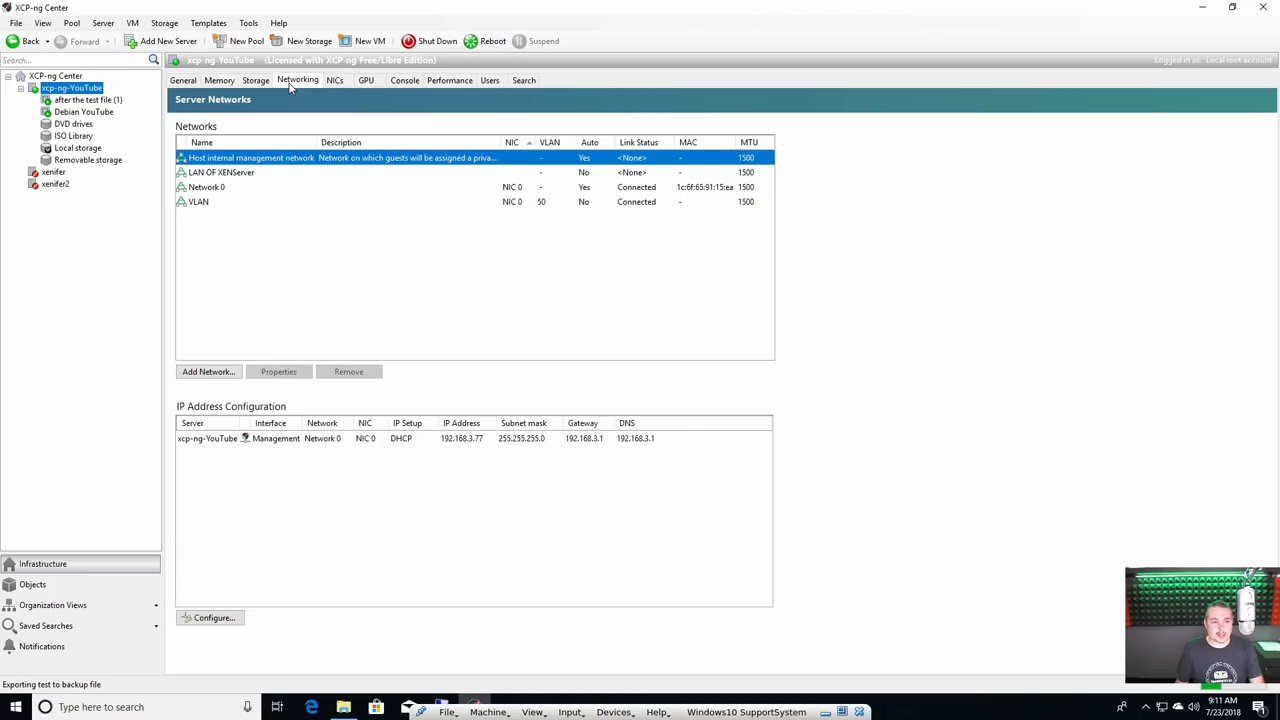 XCP-ng Center
File View Pool Server VM Storage Templates Tools Help
Back Forward Add New Server New Pool New Storage New VM Shut Down Reboot Suspend
Search...
xcp-ng-YouTube (Licensed with XCP-ng Free/Libre Edition) Logged in as: Local root account
XCP-ng Center
xcp-ng-YouTube
after the test file (1)
Debian YouTube
DVD drives
ISO Library
Local storage
Removable storage
xenifer
xenifer2
General Memory Storage Networking NICs GPU Console Performance Users Search
Server Networks
Networks
Name Description NIC VLAN Auto Link Status MAC MTU
Host internal management network Network on which guests will be assigned a priva... - Yes <None> - 1500
LAN OF XENServer - No <None> - 1500
Network 0 NIC 0 - Yes Connected 1c:6f:65:91:15:ea 1500
VLAN NIC 0 50 No Connected - 1500
Add Network... Properties Remove
IP Address Configuration
Server Interface Network NIC IP Setup IP Address Subnet mask Gateway DNS
xcp-ng-YouTube Management Network 0 NIC 0 DHCP 192.168.3.77 255.255.255.0 192.168.3.1 192.168.3.1
Configure...
Infrastructure
Objects
Organization Views
Saved Searches
Notifications
Exporting test to backup file
Type here to search
File Machine View Input Devices Help Windows10 SupportSystem
9:11 AM
7/23/2018